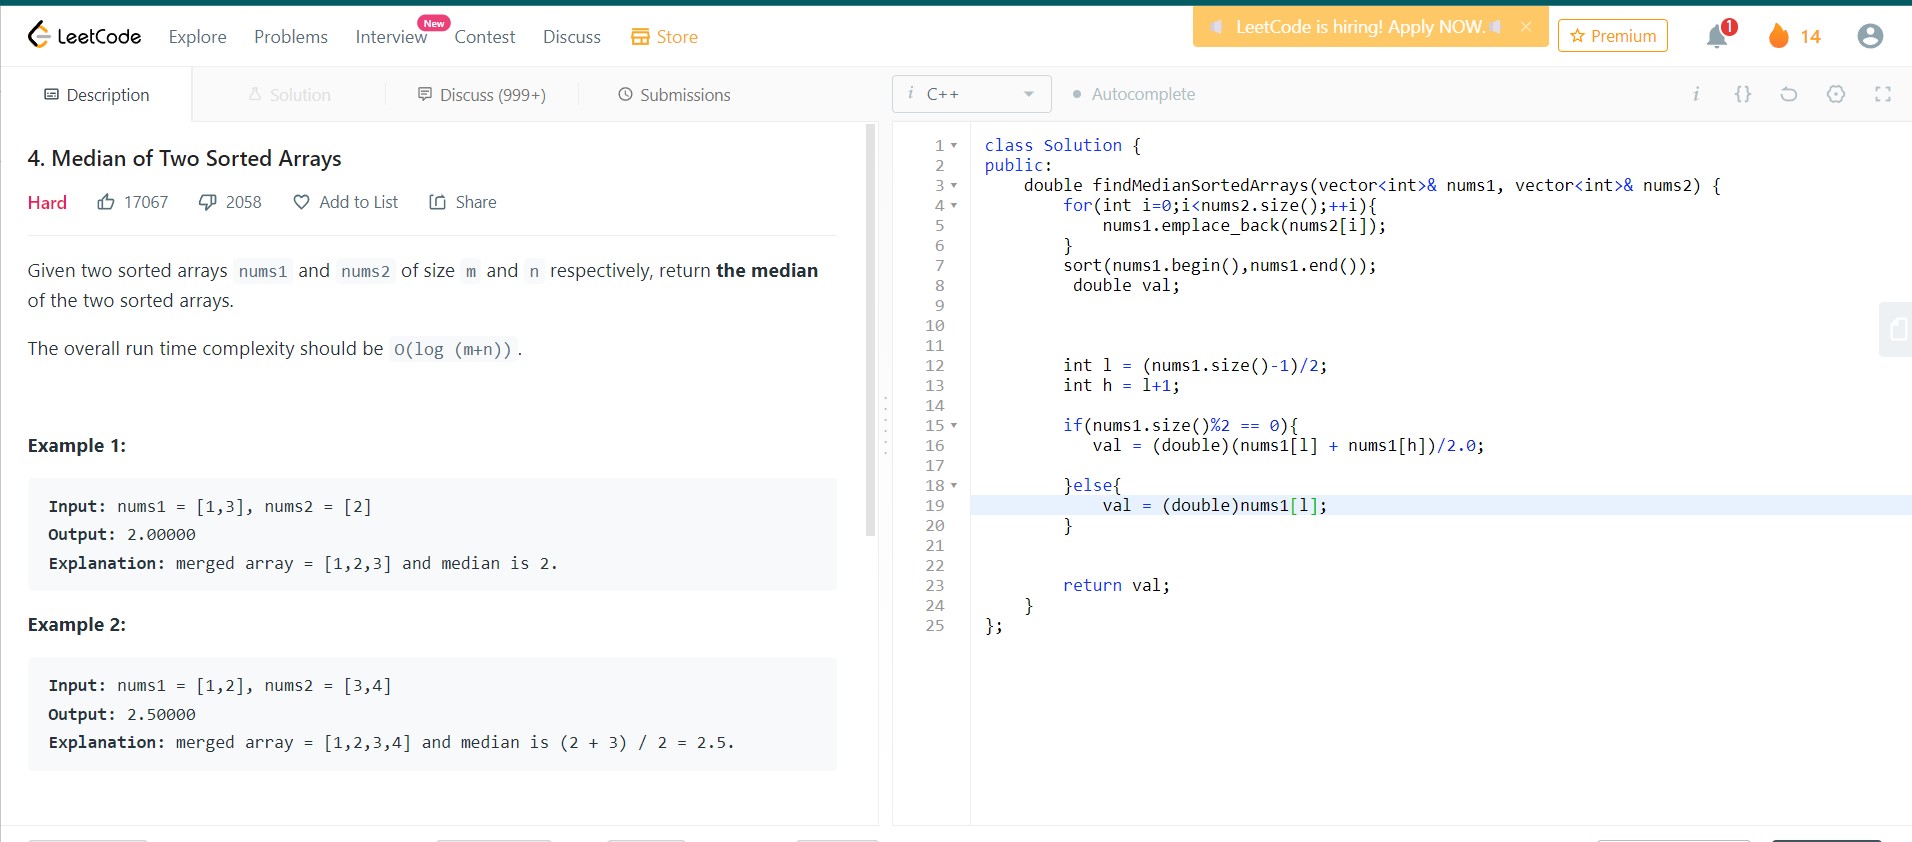 LeetCode Explore Problems Interview New Contest Discuss Store LeetCode is hiring! Apply NOW. × Premium 1 14
Description Solution Discuss (999+) Submissions i C++ Autocomplete i {}
4. Median of Two Sorted Arrays
Hard 17067 2058 Add to List Share
Given two sorted arrays nums1 and nums2 of size m and n respectively, return the median
of the two sorted arrays.
The overall run time complexity should be O(log (m+n)).
Example 1:
Input: nums1 = [1,3], nums2 = [2]
Output: 2.00000
Explanation: merged array = [1,2,3] and median is 2.
Example 2:
Input: nums1 = [1,2], nums2 = [3,4]
Output: 2.50000
Explanation: merged array = [1,2,3,4] and median is (2 + 3) / 2 = 2.5.
1 class Solution {
2 public:
3 double findMedianSortedArrays(vector<int>& nums1, vector<int>& nums2) {
4 for(int i=0;i<nums2.size();++i){
5 nums1.emplace_back(nums2[i]);
6 }
7 sort(nums1.begin(),nums1.end());
8 double val;
9
10
11
12 int l = (nums1.size()-1)/2;
13 int h = l+1;
14
15 if(nums1.size()%2 == 0){
16 val = (double)(nums1[l] + nums1[h])/2.0;
17
18 }else{
19 val = (double)nums1[l];
20 }
21
22
23 return val;
24 }
25 };